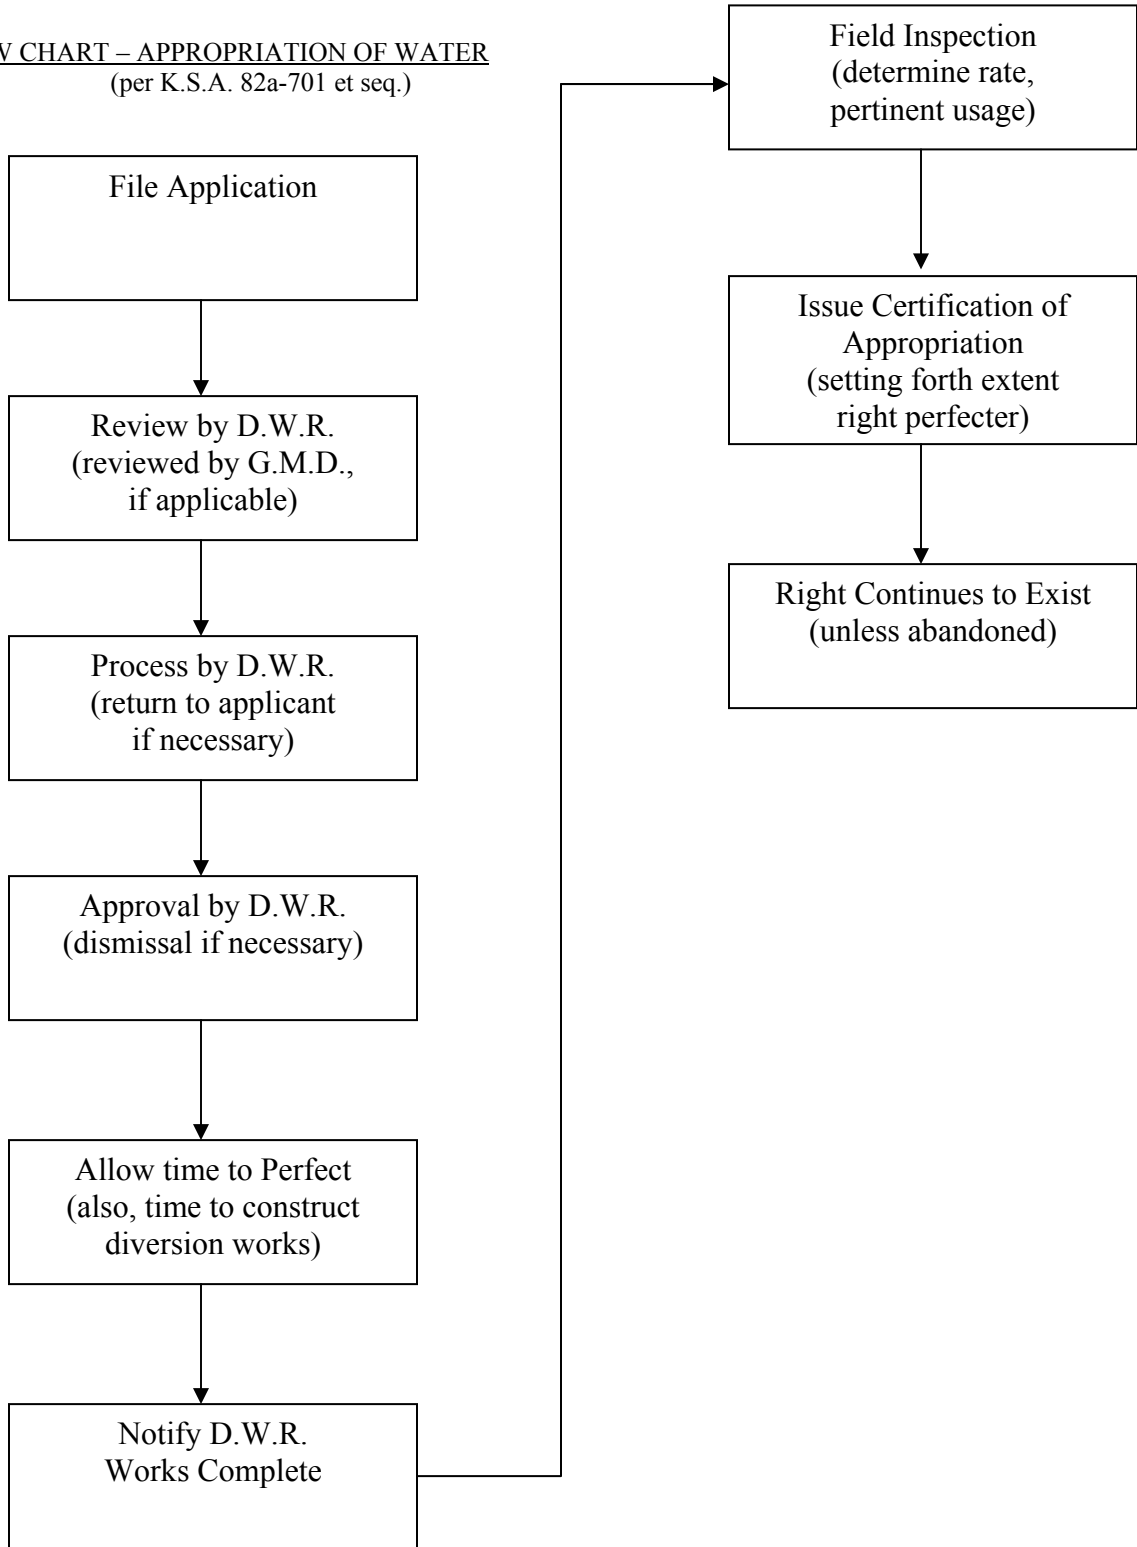 W CHART – APPROPRIATION OF WATER
(per K.S.A. 82a-701 et seq.)
File Application
Review by D.W.R.
(reviewed by G.M.D.,
if applicable)
Process by D.W.R.
(return to applicant
if necessary)
Approval by D.W.R.
(dismissal if necessary)
Allow time to Perfect
(also, time to construct
diversion works)
Notify D.W.R.
Works Complete
Field Inspection
(determine rate,
pertinent usage)
Issue Certification of
Appropriation
(setting forth extent
right perfecter)
Right Continues to Exist
(unless abandoned)